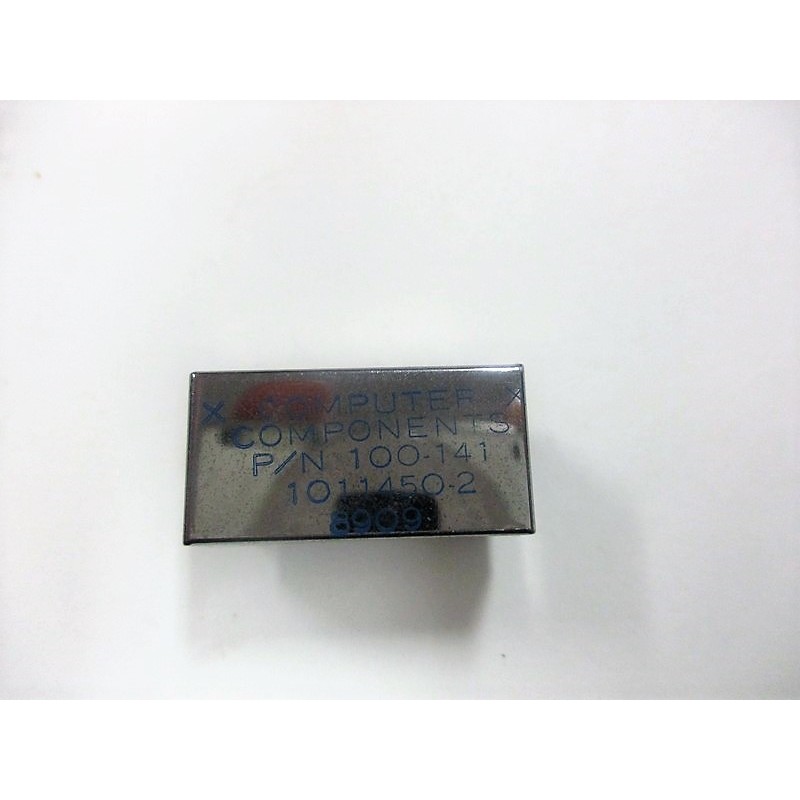 X COMPUTER X
COMPONENTS
P/N 100-141
1011450-2
8909